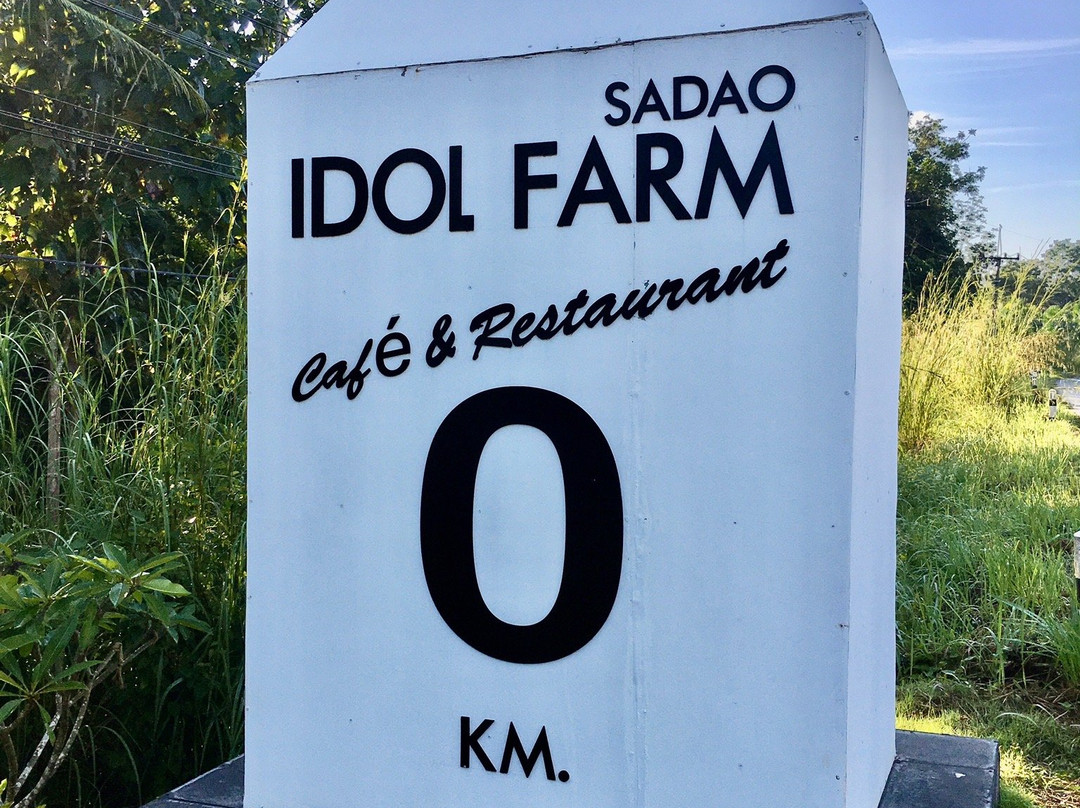 SADAO
IDOL FARM
Café & Restaurant
0
KM.